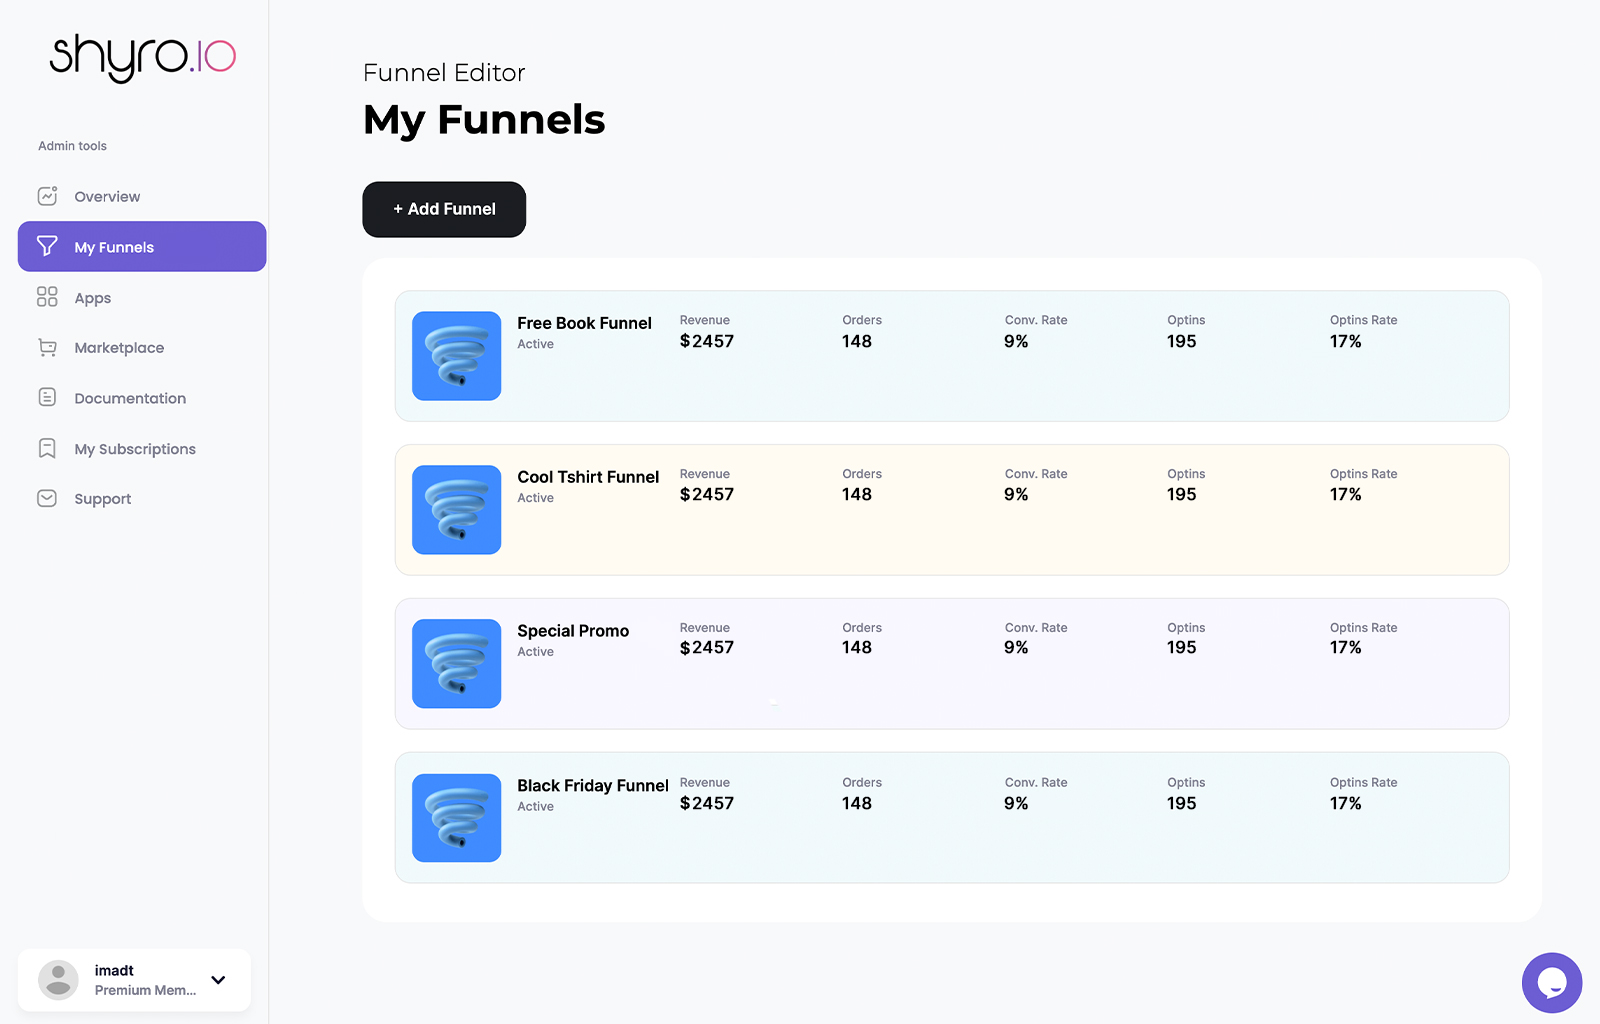 shyro.io
Admin tools
Overview
My Funnels
Apps
Marketplace
Documentation
My Subscriptions
Support
imadt
Premium Mem...
Funnel Editor
My Funnels
+ Add Funnel
Free Book Funnel
Active
Revenue
$2457
Orders
148
Conv. Rate
9%
Optins
195
Optins Rate
17%
Cool Tshirt Funnel
Active
Revenue
$2457
Orders
148
Conv. Rate
9%
Optins
195
Optins Rate
17%
Special Promo
Active
Revenue
$2457
Orders
148
Conv. Rate
9%
Optins
195
Optins Rate
17%
Black Friday Funnel
Active
Revenue
$2457
Orders
148
Conv. Rate
9%
Optins
195
Optins Rate
17%